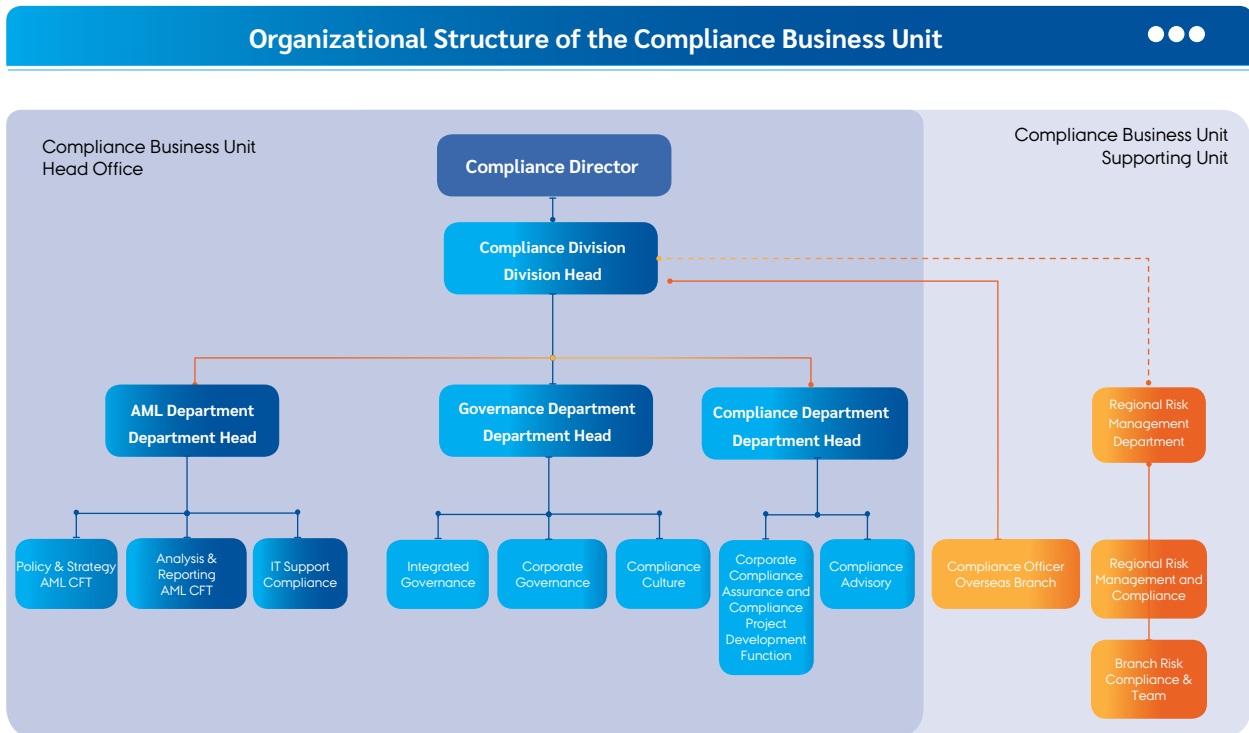 Organizational Structure of the Compliance Business Unit
Compliance Business Unit
Head Office
Compliance Business Unit
Supporting Unit
Compliance Director
Compliance Division
Division Head
AML Department
Department Head
Governance Department
Department Head
Compliance Department
Department Head
Regional Risk
Management
Department
Policy & Strategy
AML CFT
Analysis &
Reporting
AML CFT
IT Support
Compliance
Integrated
Governance
Corporate
Governance
Compliance
Culture
Corporate
Compliance
Assurance and
Compliance
Project
Development
Function
Compliance
Advisory
Compliance Officer
Overseas Branch
Regional Risk
Management and
Compliance
Branch Risk
Compliance &
Team